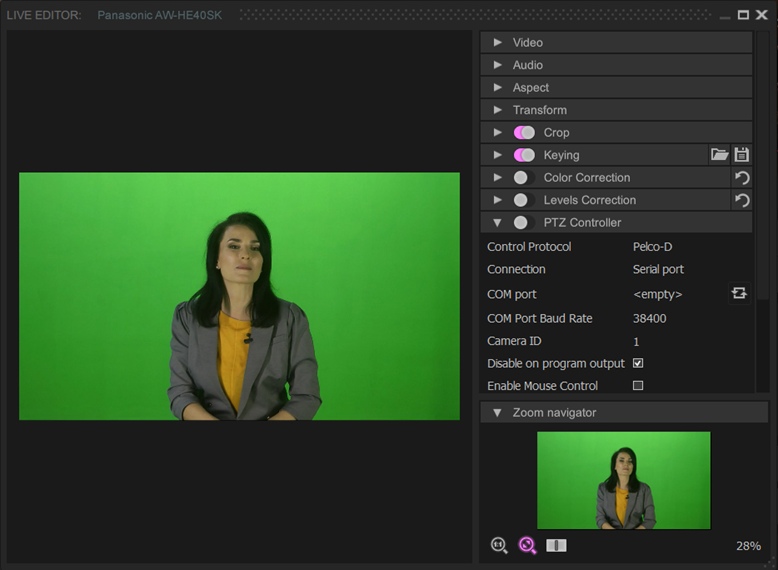 LIVE EDITOR: Panasonic AW-HE40SK
Video
Audio
Aspect
Transform
Crop
Keying
Color Correction
Levels Correction
PTZ Controller
Control Protocol Pelco-D
Connection Serial port
COM port <empty>
COM Port Baud Rate 38400
Camera ID 1
Disable on program output
Enable Mouse Control
Zoom navigator
1:1
28%